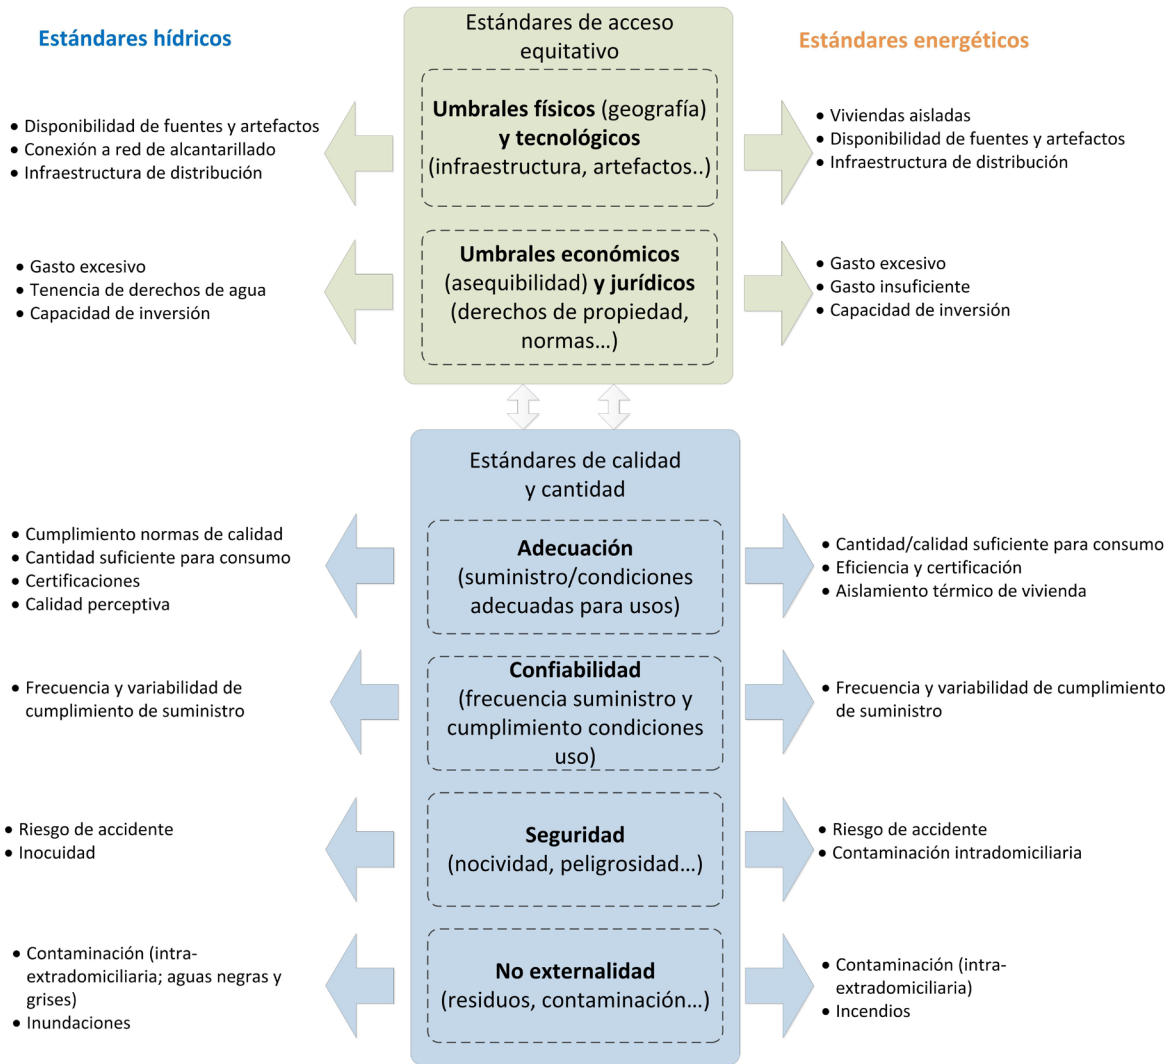 Estándares hídricos
Estándares de acceso
equitativo
Estándares energéticos
• Disponibilidad de fuentes y artefactos
• Conexión a red de alcantarillado
• Infraestructura de distribución
Umbrales físicos (geografía)
y tecnológicos
(infraestructura, artefactos..)
• Viviendas aisladas
• Disponibilidad de fuentes y artefactos
• Infraestructura de distribución
• Gasto excesivo
• Tenencia de derechos de agua
• Capacidad de inversión
Umbrales económicos
(asequibilidad) y jurídicos
(derechos de propiedad,
normas…)
• Gasto excesivo
• Gasto insuficiente
• Capacidad de inversión
Estándares de calidad
y cantidad
• Cumplimiento normas de calidad
• Cantidad suficiente para consumo
• Certificaciones
• Calidad perceptiva
Adecuación
(suministro/condiciones
adecuadas para usos)
• Cantidad/calidad suficiente para consumo
• Eficiencia y certificación
• Aislamiento térmico de vivienda
• Frecuencia y variabilidad de
cumplimiento de suministro
Confiabilidad
(frecuencia suministro y
cumplimiento condiciones
uso)
• Frecuencia y variabilidad de cumplimiento
de suministro
• Riesgo de accidente
• Inocuidad
Seguridad
(nocividad, peligrosidad…)
• Riesgo de accidente
• Contaminación intradomiciliaria
• Contaminación (intra-
extradomiciliaria; aguas negras y
grises)
• Inundaciones
No externalidad
(residuos, contaminación…)
• Contaminación (intra-
extradomiciliaria)
• Incendios